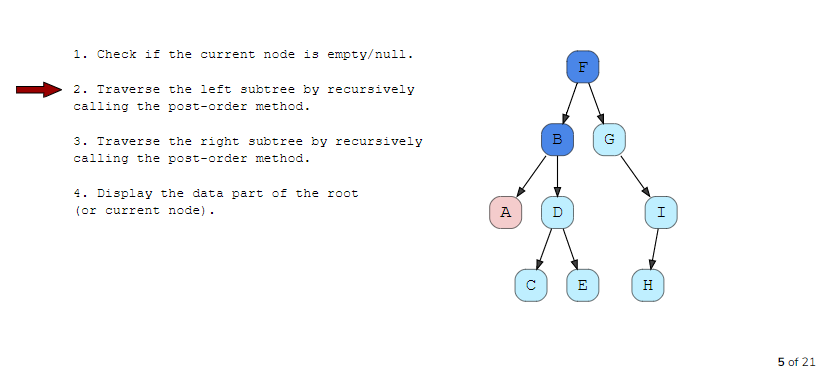 1. Check if the current node is empty/null.
2. Traverse the left subtree by recursively
calling the post-order method.
3. Traverse the right subtree by recursively
calling the post-order method.
4. Display the data part of the root
(or current node).
F
B
G
A
D
I
C
E
H
5 of 21